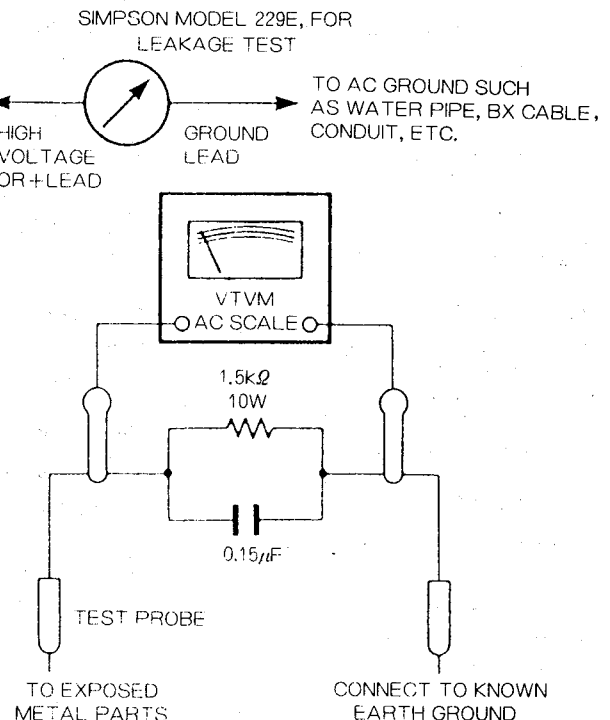 SIMPSON MODEL 229E, FOR
LEAKAGE TEST
HIGH
VOLTAGE
OR + LEAD
GROUND
LEAD
TO AC GROUND SUCH
AS WATER PIPE, BX CABLE,
CONDUIT, ETC.
VTVM
AC SCALE
1.5kΩ
10W
0.15μF
TEST PROBE
TO EXPOSED
METAL PARTS
CONNECT TO KNOWN
EARTH GROUND